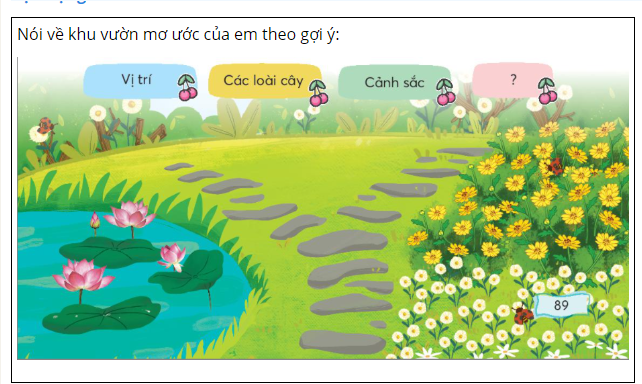 Nói về khu vườn mơ ước của em theo gợi ý:
Vị trí
Các loài cây
Cảnh sắc
?
89